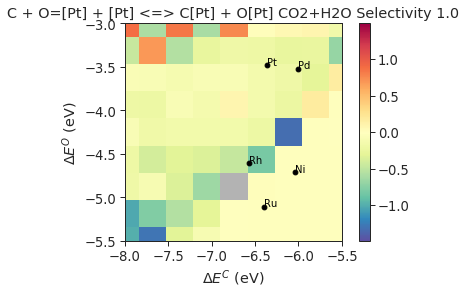 C + O=[Pt] + [Pt] <=> C[Pt] + O[Pt] CO2+H2O Selectivity 1.0
−3.0
−3.5
−4.0
−4.5
−5.0
−5.5
ΔE^O (eV)
Pt
Pd
Rh
Ni
Ru
1.0
0.5
0.0
−0.5
−1.0
−8.0 −7.5 −7.0 −6.5 −6.0 −5.5
ΔE^C (eV)